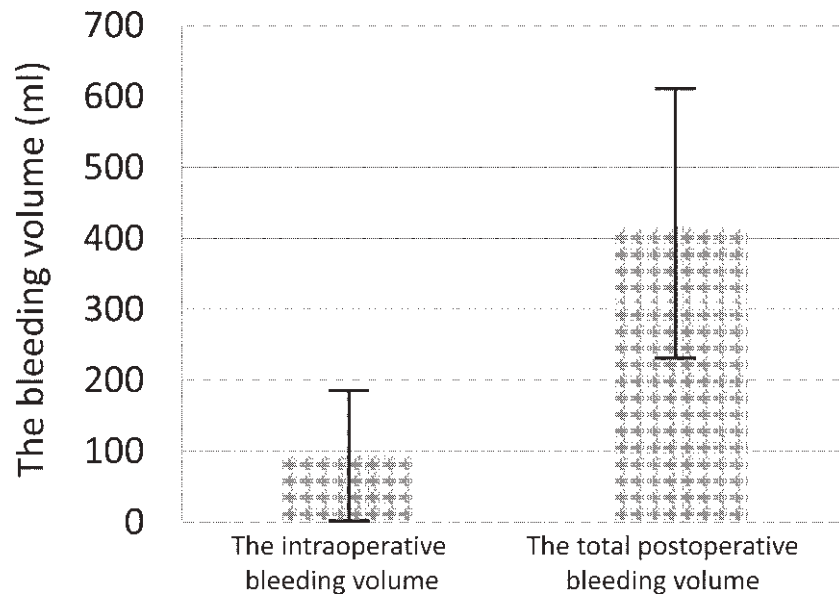 The bleeding volume (ml)
700
600
500
400
300
200
100
0
The intraoperative
bleeding volume
The total postoperative
bleeding volume